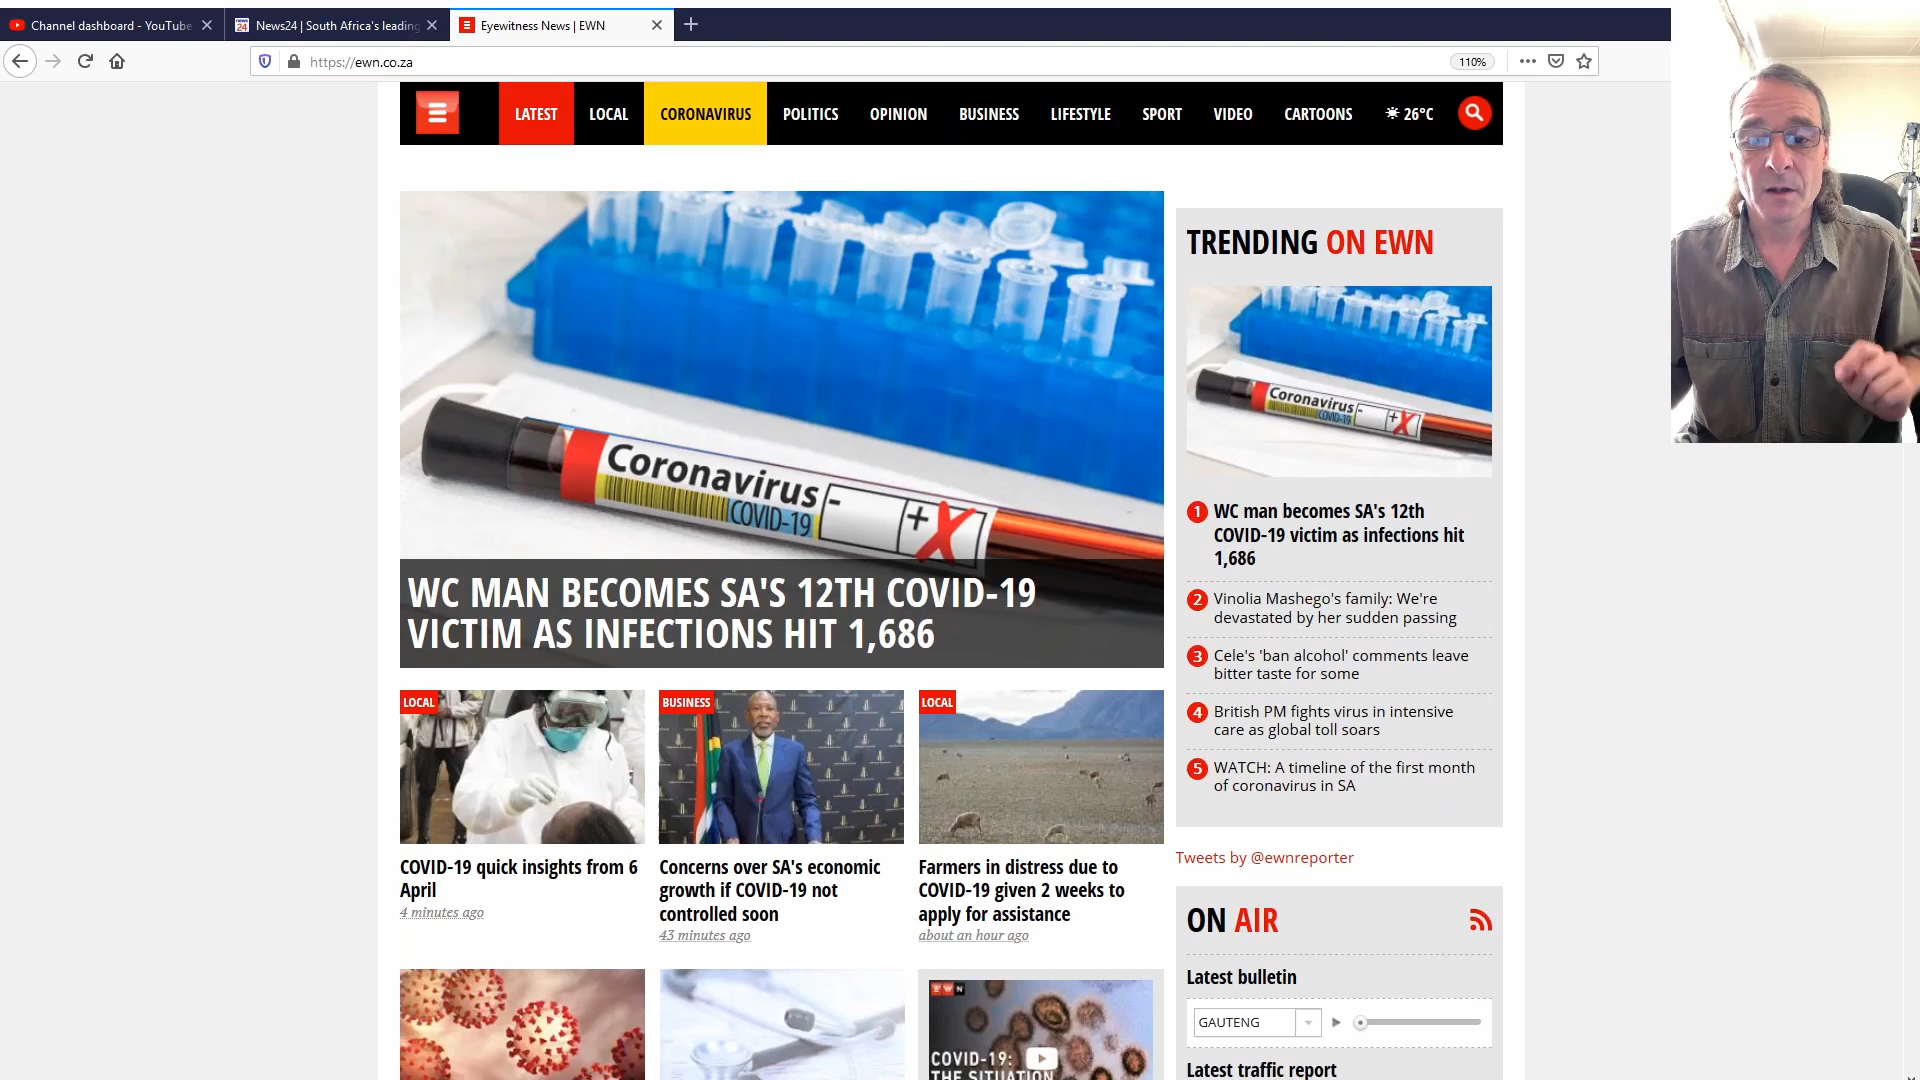 Channel dashboard - YouTube
News24 | South Africa's leading
Eyewitness News | EWN
https://ewn.co.za
110%
LATEST
LOCAL
CORONAVIRUS
POLITICS
OPINION
BUSINESS
LIFESTYLE
SPORT
VIDEO
CARTOONS
26°C
Coronavirus
COVID-19
- +X
WC MAN BECOMES SA'S 12TH COVID-19
VICTIM AS INFECTIONS HIT 1,686
LOCAL
COVID-19 quick insights from 6
April
4 minutes ago
BUSINESS
Concerns over SA's economic
growth if COVID-19 not
controlled soon
43 minutes ago
LOCAL
Farmers in distress due to
COVID-19 given 2 weeks to
apply for assistance
about an hour ago
EWN
COVID-19:
THE SITUATION
TRENDING ON EWN
Coronavirus
COVID-19
- +X
1 WC man becomes SA's 12th
COVID-19 victim as infections hit
1,686
2 Vinolia Mashego's family: We're
devastated by her sudden passing
3 Cele's 'ban alcohol' comments leave
bitter taste for some
4 British PM fights virus in intensive
care as global toll soars
5 WATCH: A timeline of the first month
of coronavirus in SA
Tweets by @ewnreporter
ON AIR
Latest bulletin
GAUTENG
Latest traffic report